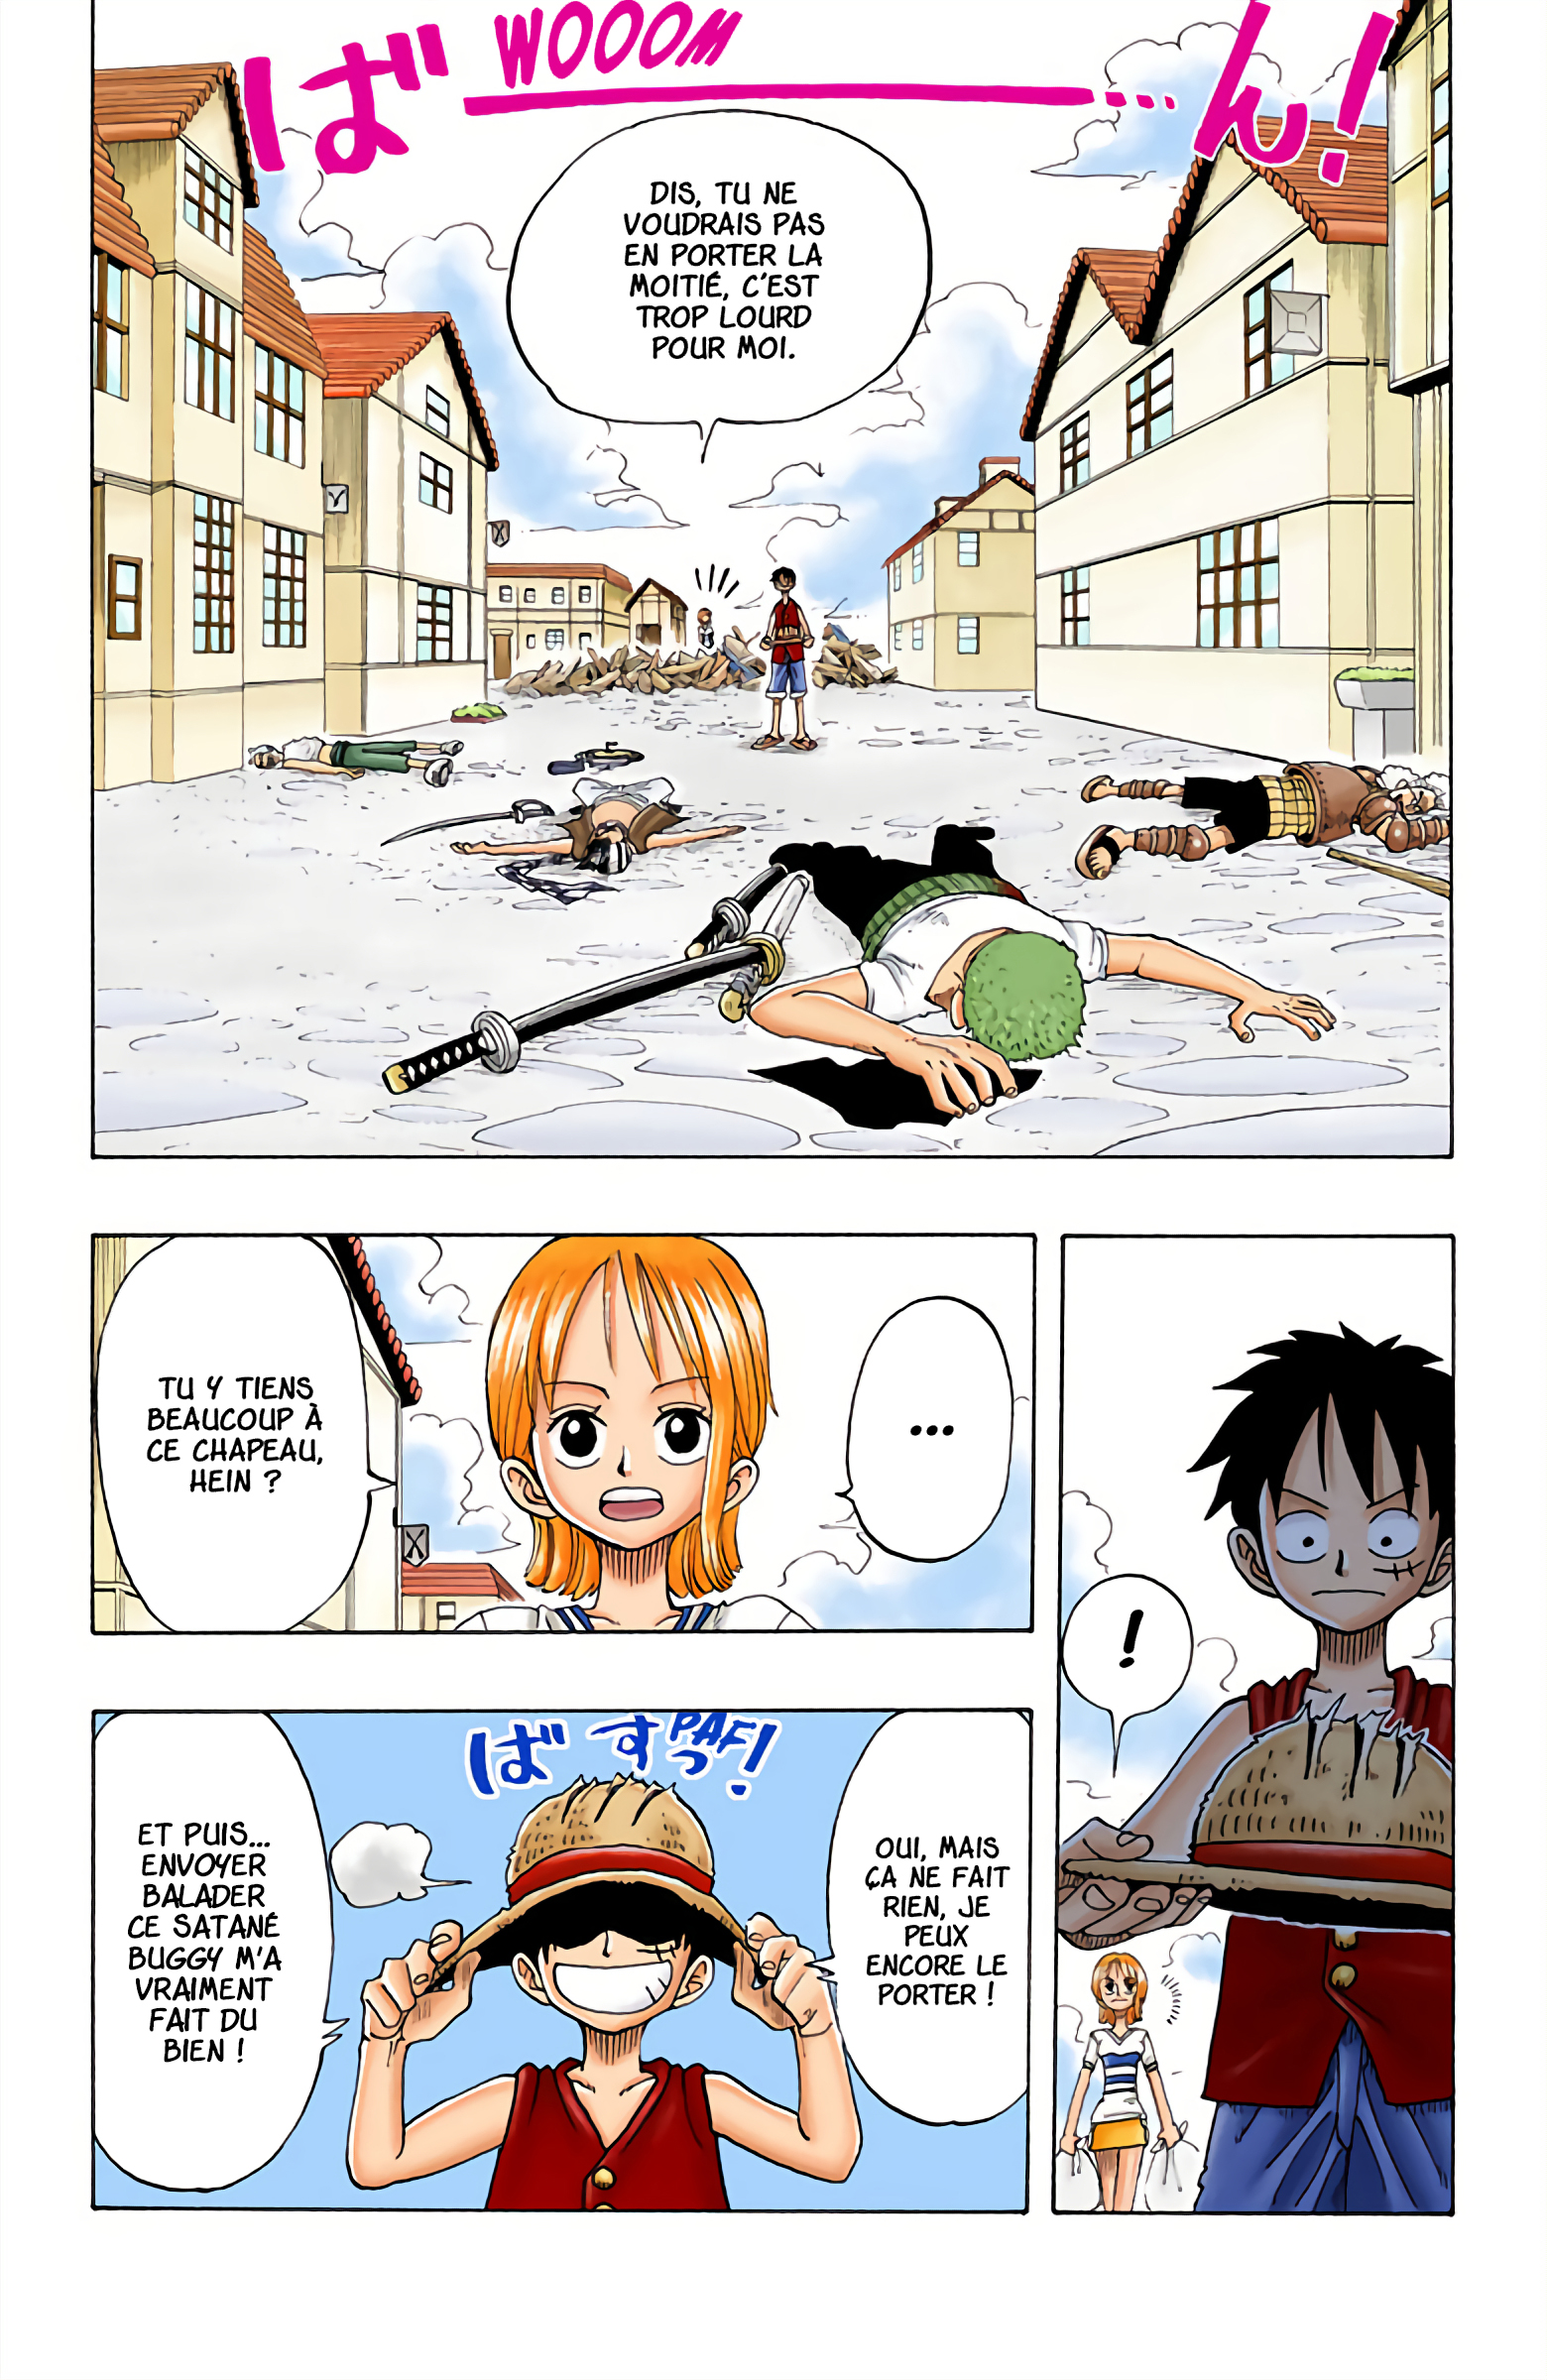 ば
WOOOM
ん!
DIS, TU NE
VOUDRAIS PAS
EN PORTER LA
MOITIÉ, C'EST
TROP LOURD
POUR MOI.
!
...
TU Y TIENS
BEAUCOUP À
CE CHAPEAU,
HEIN ?
ばすっ!
PAF
OUI, MAIS
ÇA NE FAIT
RIEN, JE
PEUX
ENCORE LE
PORTER !
ET PUIS...
ENVOYER
BALADER
CE SATANÉ
BUGGY M'A
VRAIMENT
FAIT DU
BIEN !